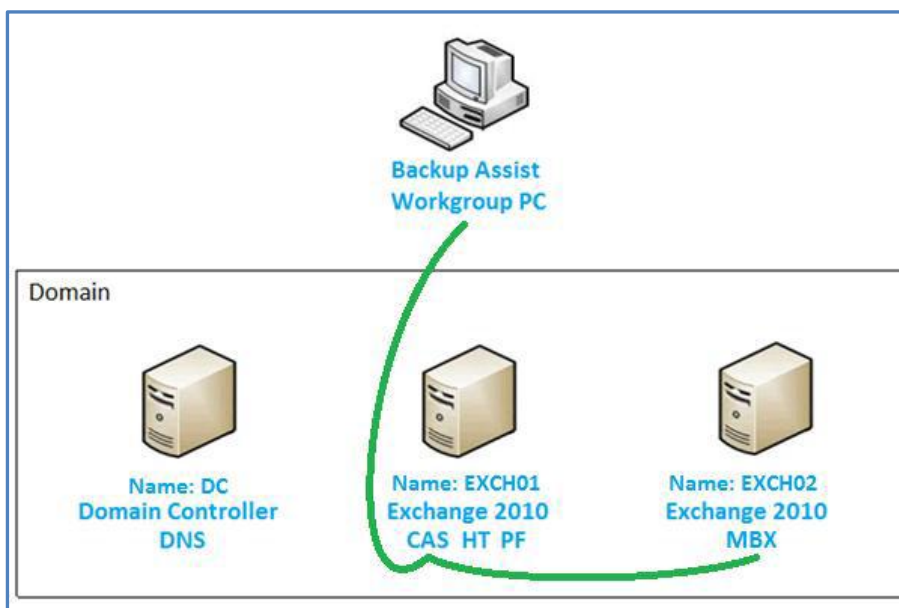 Backup Assist
Workgroup PC
Domain
Name: DC
Domain Controller
DNS
Name: EXCH01
Exchange 2010
CAS HT PF
Name: EXCH02
Exchange 2010
MBX